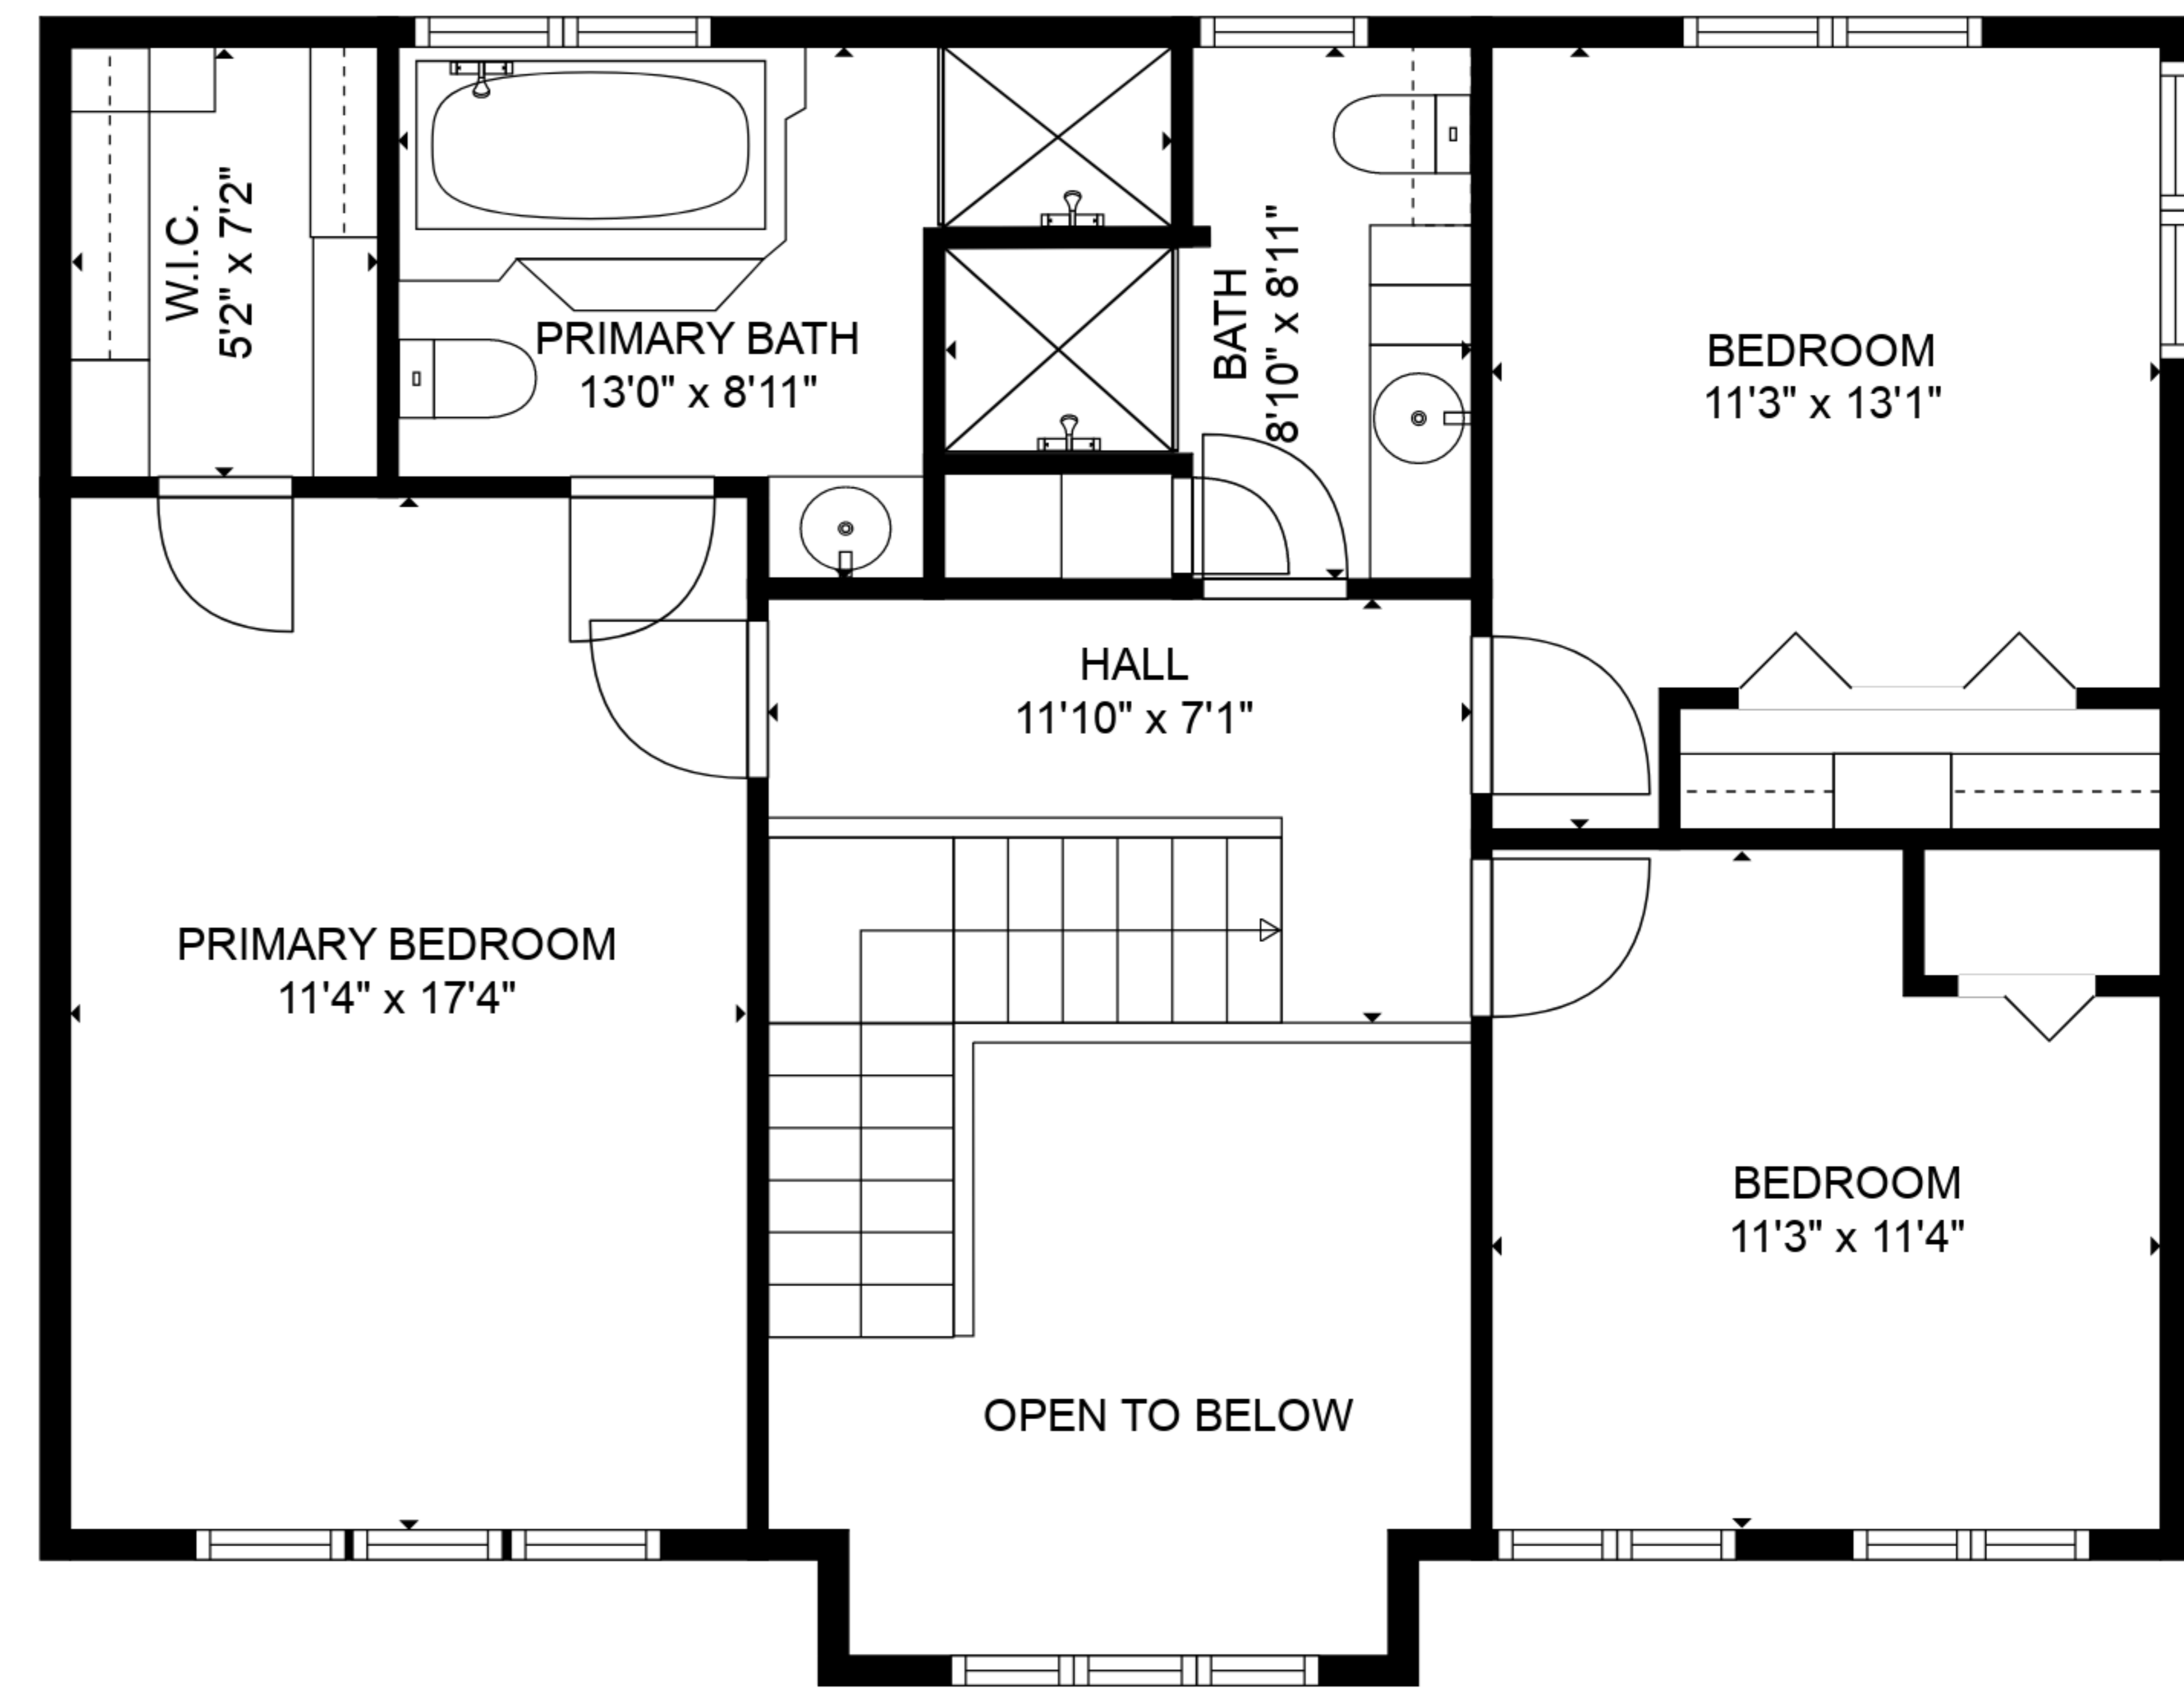 W.I.C.
5'2" x 7'2"
PRIMARY BATH
13'0" x 8'11"
BATH
8'10" x 8'11"
BEDROOM
11'3" x 13'1"
HALL
11'10" x 7'1"
PRIMARY BEDROOM
11'4" x 17'4"
BEDROOM
11'3" x 11'4"
OPEN TO BELOW